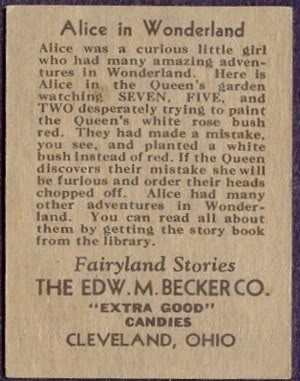 Alice in Wonderland
Alice was a curious little girl
who had many amazing adven-
tures in Wonderland. Here is
Alice in the Queen's garden
watching SEVEN, FIVE, and
TWO desperately trying to paint
the Queen's white rose bush
red. They had made a mistake,
you see, and planted a white
bush instead of red. If the Queen
discovers their mistake she will
be furious and order their heads
chopped off. Alice had many
other adventures in Wonder-
land. You can read all about
them by getting the story book
from the library.
Fairyland Stories
THE EDW. M. BECKER CO.
"EXTRA GOOD"
CANDIES
CLEVELAND, OHIO